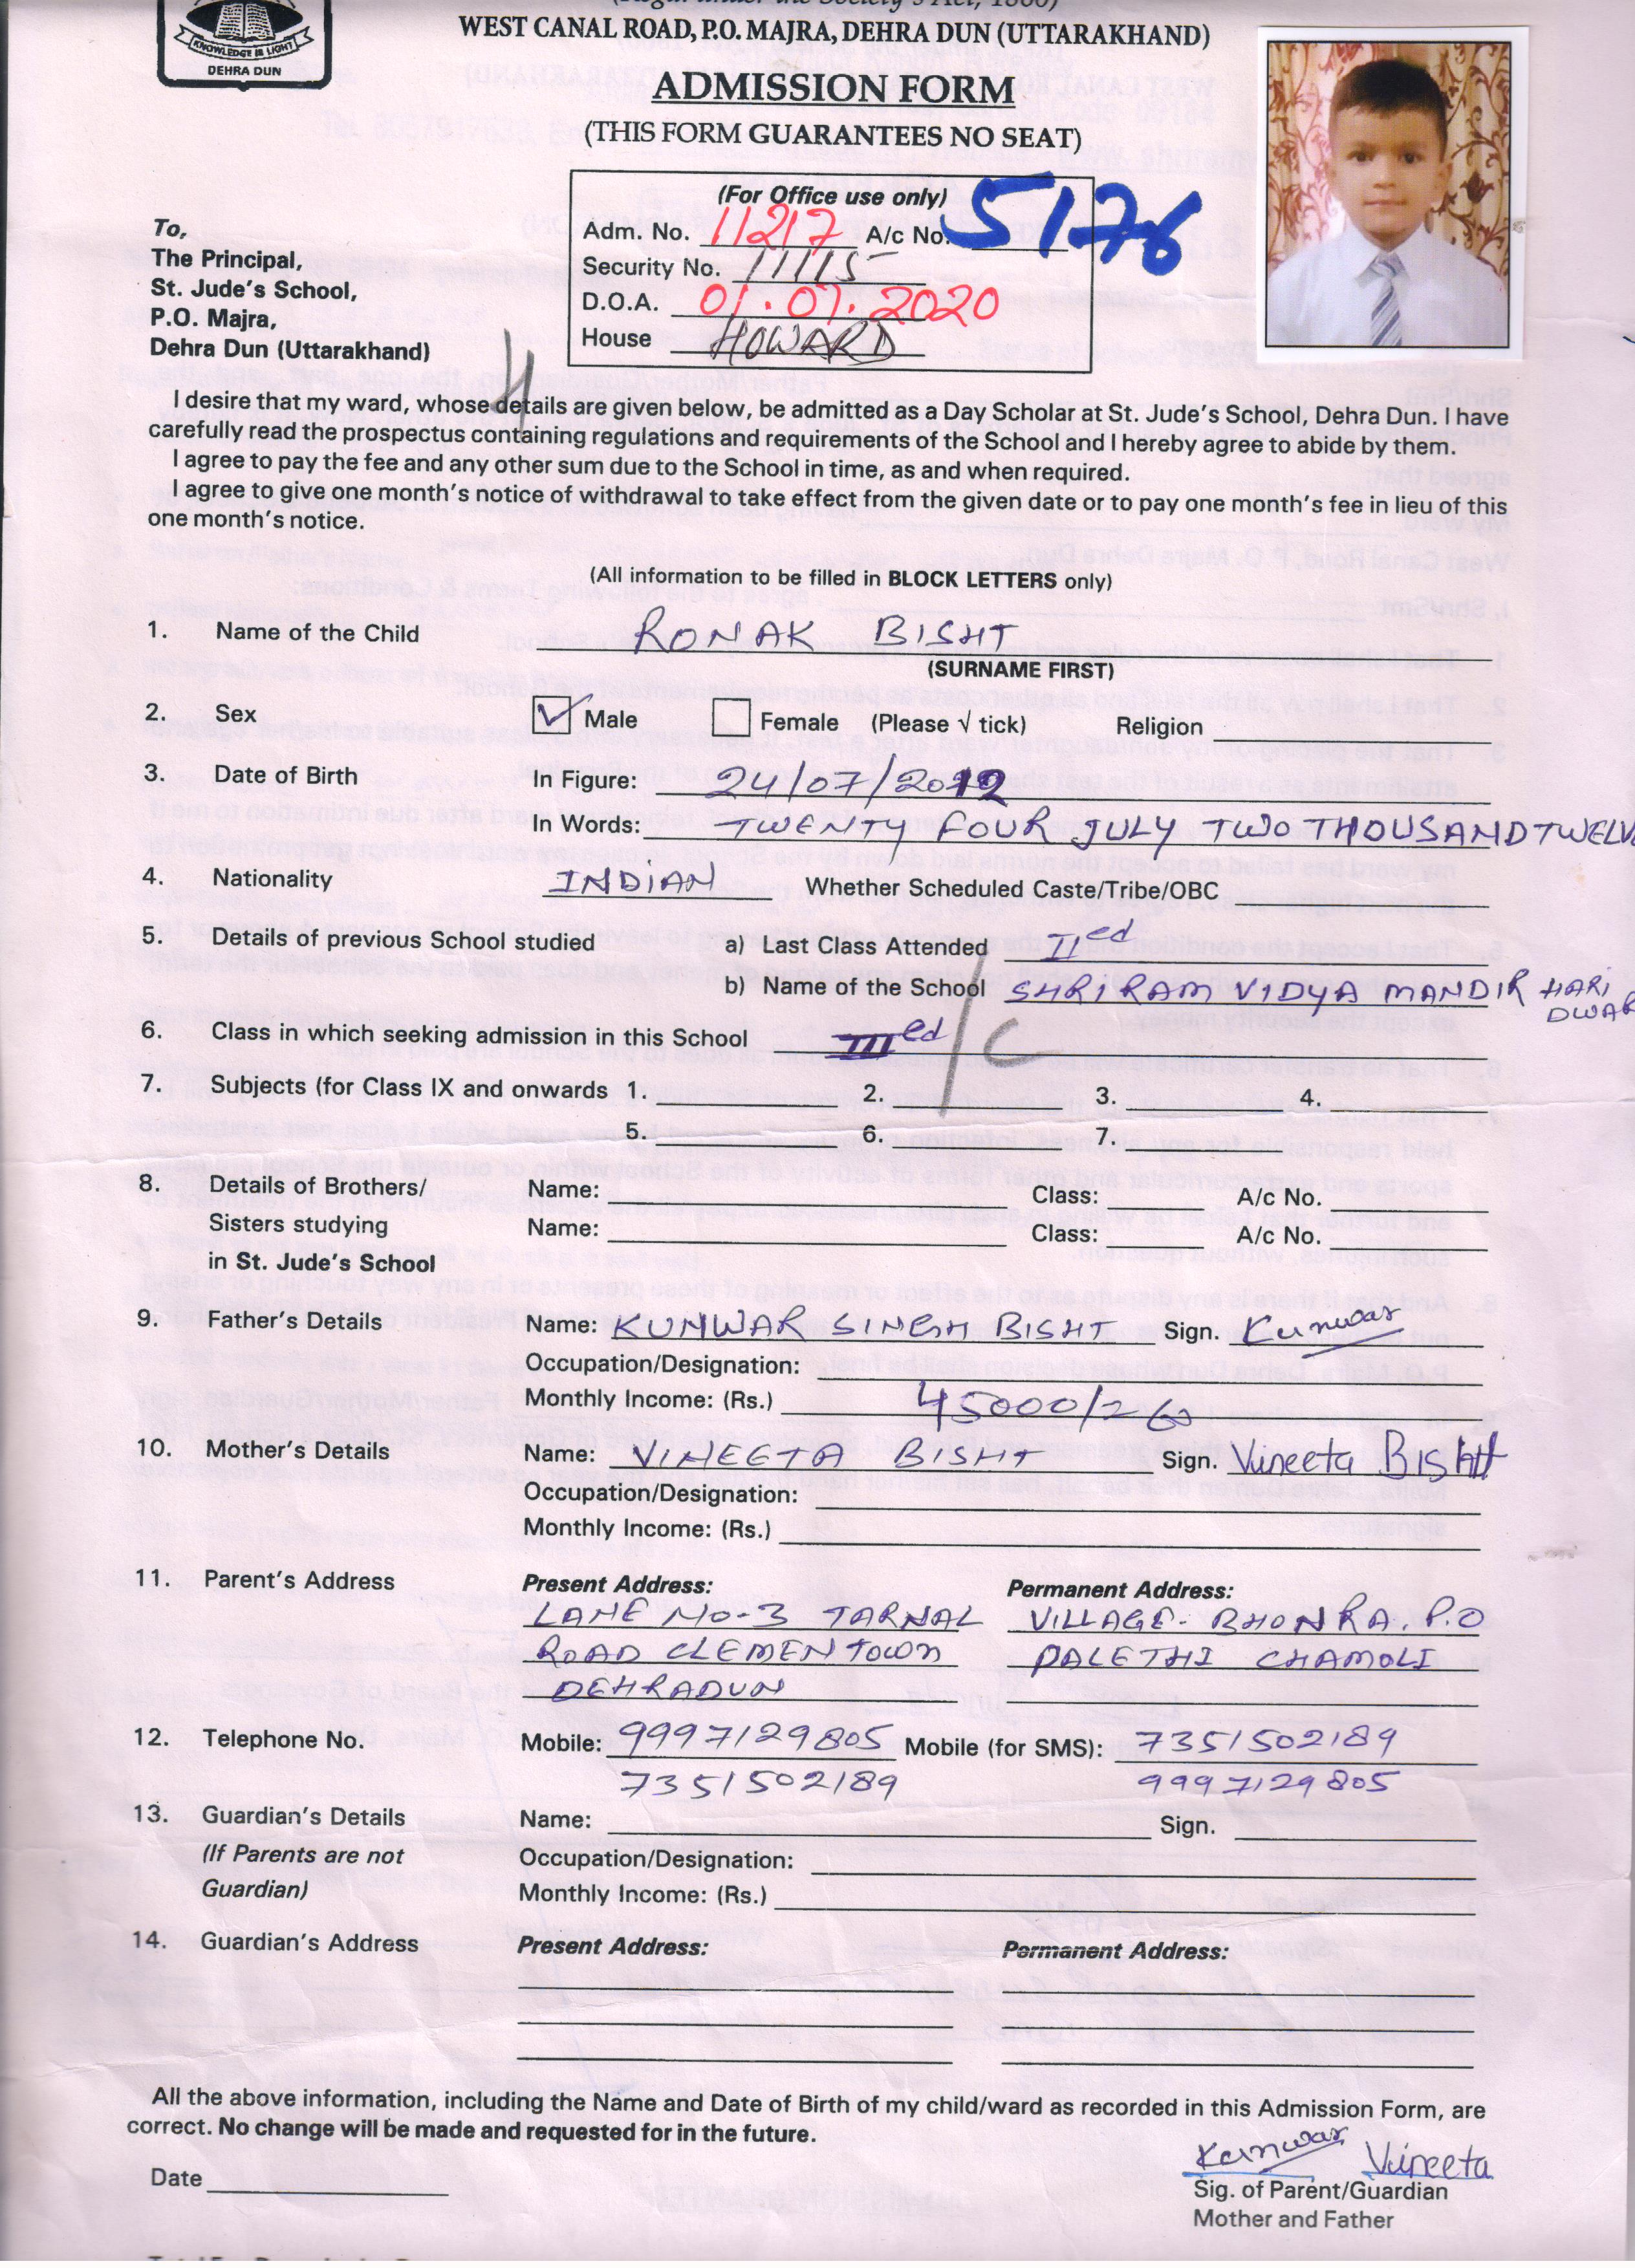 KNOWLEDGE IS LIGHT
DEHRA DUN
WEST CANAL ROAD, P.O. MAJRA, DEHRA DUN (UTTARAKHAND)
ADMISSION FORM
(THIS FORM GUARANTEES NO SEAT)
(For Office use only)
Adm. No. 11217 A/c No. 5176
Security No. 11115
D.O.A. 01.07.2020
House HOWARD
To,
The Principal,
St. Jude's School,
P.O. Majra,
Dehra Dun (Uttarakhand)
I desire that my ward, whose details are given below, be admitted as a Day Scholar at St. Jude's School, Dehra Dun. I have
carefully read the prospectus containing regulations and requirements of the School and I hereby agree to abide by them.
I agree to pay the fee and any other sum due to the School in time, as and when required.
I agree to give one month's notice of withdrawal to take effect from the given date or to pay one month's fee in lieu of this
one month's notice.
(All information to be filled in BLOCK LETTERS only)
1. Name of the Child RONAK BISHT
(SURNAME FIRST)
2. Sex Male Female (Please √ tick) Religion
3. Date of Birth In Figure: 24/07/2012
In Words: TWENTY FOUR JULY TWO THOUSAND TWELV
4. Nationality INDIAN Whether Scheduled Caste/Tribe/OBC
5. Details of previous School studied a) Last Class Attended IIed
b) Name of the School SHRI RAM VIDYA MANDIR HARI
DWAR
6. Class in which seeking admission in this School IIIed / C
7. Subjects (for Class IX and onwards 1. 2. 3. 4.
5. 6. 7.
8. Details of Brothers/ Name: Class: A/c No.
Sisters studying Name: Class: A/c No.
in St. Jude's School
9. Father's Details Name: KUNWAR SINGH BISHT Sign. Kunwar
Occupation/Designation:
Monthly Income: (Rs.) 45000/
10. Mother's Details Name: VINEETA BISHT Sign. Vineeta BISHT
Occupation/Designation:
Monthly Income: (Rs.)
11. Parent's Address Present Address: Permanent Address:
LANE NO-3 TARNAL VILLAGE- BHONRA. P.O
ROAD CLEMENTOWN PALETHI CHAMOLI
DEHRADUN
12. Telephone No. Mobile: 9997129805 Mobile (for SMS): 7351502189
7351502189 9997129805
13. Guardian's Details Name: Sign.
(If Parents are not Occupation/Designation:
Guardian) Monthly Income: (Rs.)
14. Guardian's Address Present Address: Permanent Address:
All the above information, including the Name and Date of Birth of my child/ward as recorded in this Admission Form, are
correct. No change will be made and requested for in the future.
Kunwar Vineeta
Date
Sig. of Parent/Guardian
Mother and Father